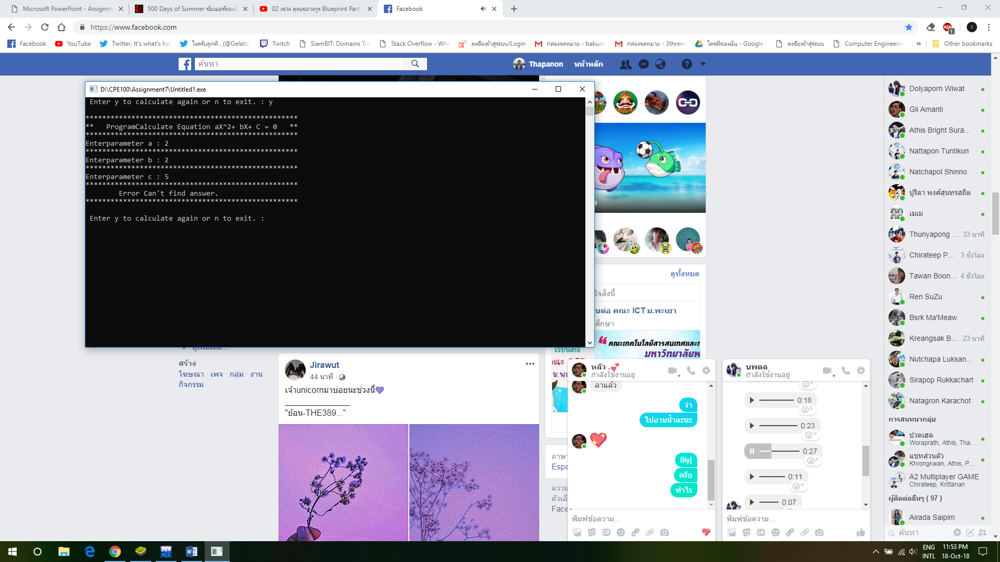 Microsoft PowerPoint - Assignme
500 Days of Summer ซัมเมอร์ของฉั
02 เซวง คุณซยางกูร Blueprint Part
Facebook
https://www.facebook.com
Facebook
YouTube
Twitter. It's what's ha
ไงครับลูกพี่ . (@Gelato_
Twitch
SiamBIT: Domains Tra
Stack Overflow - Whe
ลงชื่อเข้าสู่ระบบ/Login
กล่องจดหมาย - bakum
กล่องจดหมาย - 3threer
ไดรฟ์ของฉัน - Google
ลงชื่อเข้าสู่ระบบ
Computer Engineerin
Other bookmarks
ค้นหา
Thapanon
หน้าหลัก
D:\CPE100\Assignment7\Untitled1.exe
Enter y to calculate again or n to exit. : y
***************************************************
** ProgramCalculate Equation aX^2+ bX+ C = 0 **
***************************************************
Enterparameter a : 2
***************************************************
Enterparameter b : 2
***************************************************
Enterparameter c : 5
***************************************************
Error Can't find answer.
***************************************************
Enter y to calculate again or n to exit. :
ดูทั้งหมด
ใจสิ่งนี้
นต่อ คณะ ICT ม.พะเยา
ศึกษา
คณะเทคโนโลยีสารสนเทศและก
มหาวิทยาลัยพ
เรียนต่อ
ดูเพิ่มเติม...
สร้าง
โฆษณา · เพจ · กลุ่ม · งาน
กิจกรรม
Jirawut
44 นาที ·
เจ้าunicornมาบ่อยนะช่วงนี้
"ย้อน-THE389..."
ภาษา
Espa
ความ
ตัวเลื
Face
หลัว .
กำลังใช้งานอยู่
ลาแล้ว
ว่า
ไปอาบน้ำละนะ
8iy[
ครับ
ทำไร
พิมพ์ข้อความ...
GIF
นพดล
กำลังใช้งานอยู่
0:18
0:23
0:27
0:11
0:07
พิมพ์ข้อความ...
GIF
Dolyaporn Wiwat
Gli Amanti
Athis Bright Sura...
Nattapon Tuntikun
Natchapol Shinno
ปูริดา พงศ์สุนทรสถิต
เมเม่
Thunyapong ... 33 นาที
Chirateep P... 3 ชั่วโมง
Tawan Boon... 4 ชั่วโมง
Ren SuZu
Bsrk Ma'Meaw
Kreangsak B... 23 นาที
Nutchapa Luksan...
Sirapop Rukkachart
Natagron Karachot
การสนทนากลุ่ม
ปวดเฮด
Woraprath, Athis, Tha...
แชทส่วนตัว
Khrongkwan, Athis, P...
A2 Multiplayer GAME
Chirateep, Krittanan
ผู้ติดต่ออื่นๆ ( 97 )
Airada Saipim
ค้นหา
ENG
INTL
11:53 PM
18-Oct-18